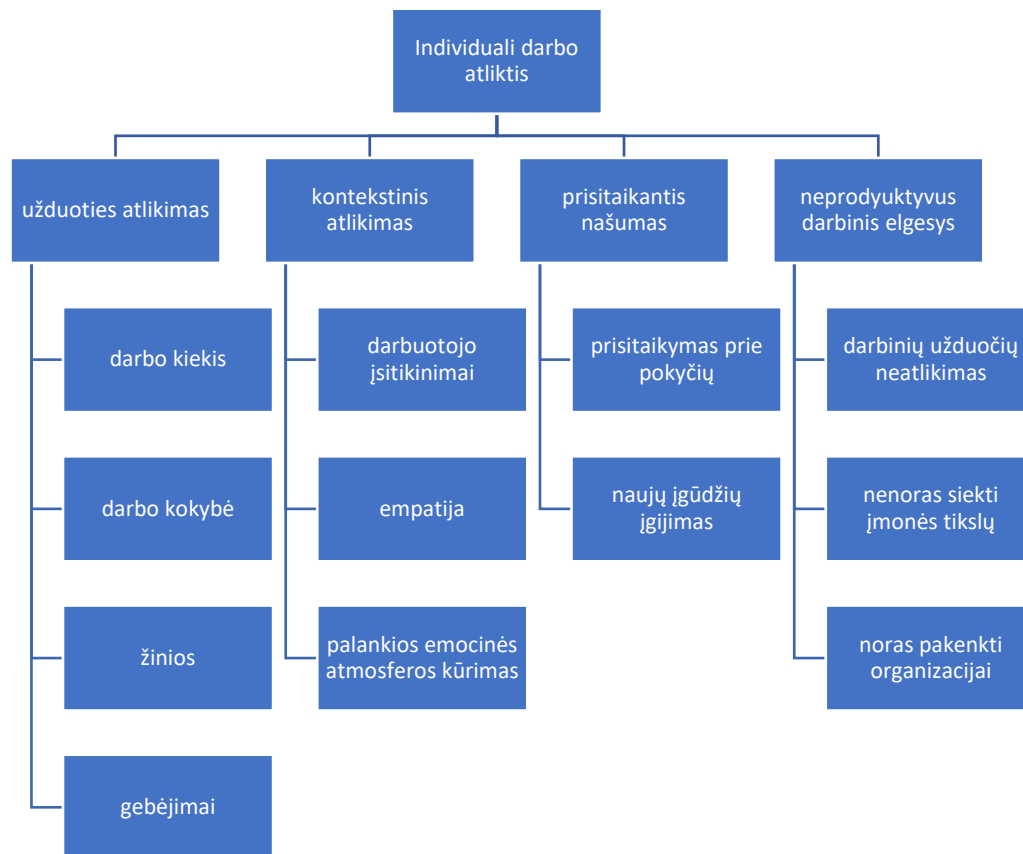 Individuali darbo
atliktis
užduoties atlikimas
kontekstinis
atlikimas
prisitaikantis
našumas
neprodyuktyvus
darbinis elgesys
darbo kiekis
darbuotojo
įsitikinimai
prisitaikymas prie
pokyčių
darbinių užduočių
neatlikimas
darbo kokybė
empatija
naujų įgūdžių
įgijimas
nenoras siekti
įmonės tikslų
žinios
palankios emocinės
atmosferos kūrimas
noras pakenkti
organizacijai
gebėjimai